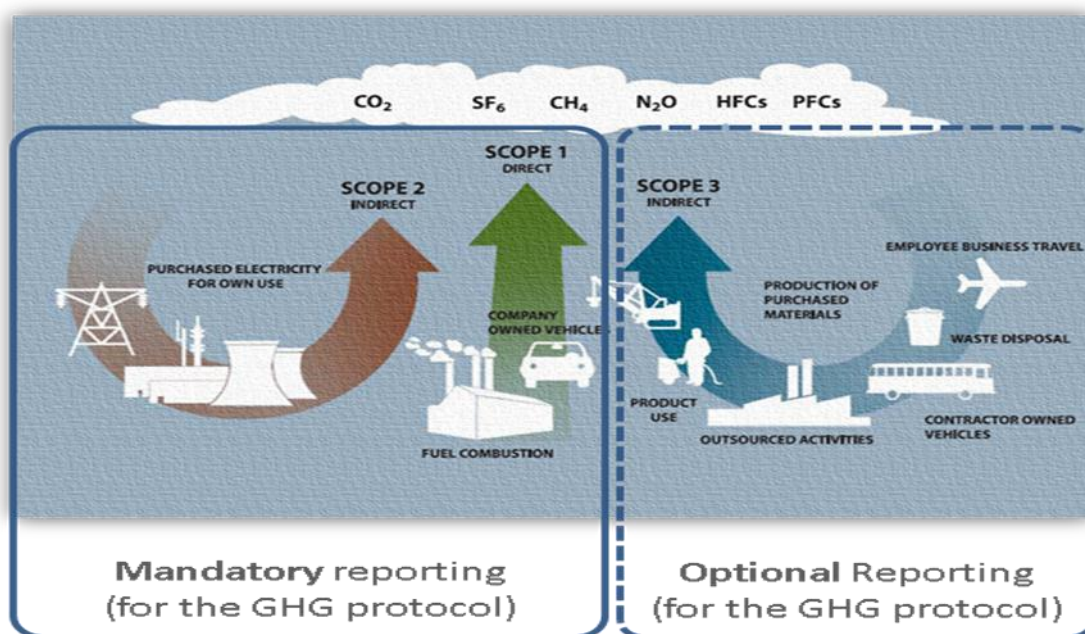 CO₂ SF₆ CH₄ N₂O HFCs PFCs
SCOPE 1
DIRECT
SCOPE 2
INDIRECT
SCOPE 3
INDIRECT
PURCHASED ELECTRICITY
FOR OWN USE
COMPANY
OWNED VEHICLES
FUEL COMBUSTION
EMPLOYEE BUSINESS TRAVEL
PRODUCTION OF
PURCHASED
MATERIALS
WASTE DISPOSAL
PRODUCT
USE
OUTSOURCED ACTIVITIES
CONTRACTOR OWNED
VEHICLES
Mandatory reporting
(for the GHG protocol)
Optional Reporting
(for the GHG protocol)